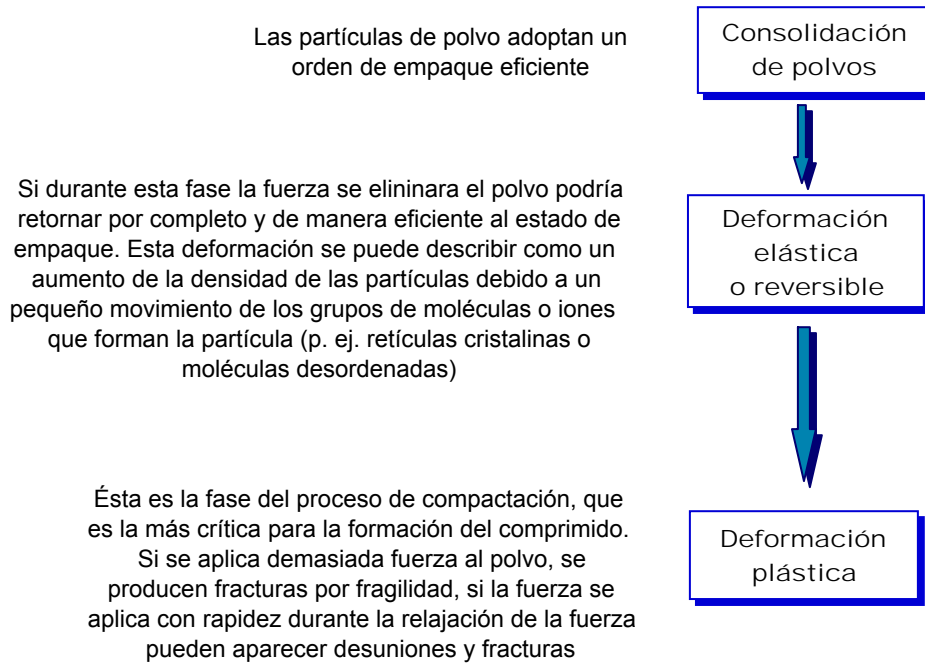 Las partículas de polvo adoptan un
orden de empaque eficiente
Consolidación
de polvos
Si durante esta fase la fuerza se elininara el polvo podría
retornar por completo y de manera eficiente al estado de
empaque. Esta deformación se puede describir como un
aumento de la densidad de las partículas debido a un
pequeño movimiento de los grupos de moléculas o iones
que forman la partícula (p. ej. retículas cristalinas o
moléculas desordenadas)
Deformación
elástica
o reversible
Ésta es la fase del proceso de compactación, que
es la más crítica para la formación del comprimido.
Si se aplica demasiada fuerza al polvo, se
producen fracturas por fragilidad, si la fuerza se
aplica con rapidez durante la relajación de la fuerza
pueden aparecer desuniones y fracturas
Deformación
plástica